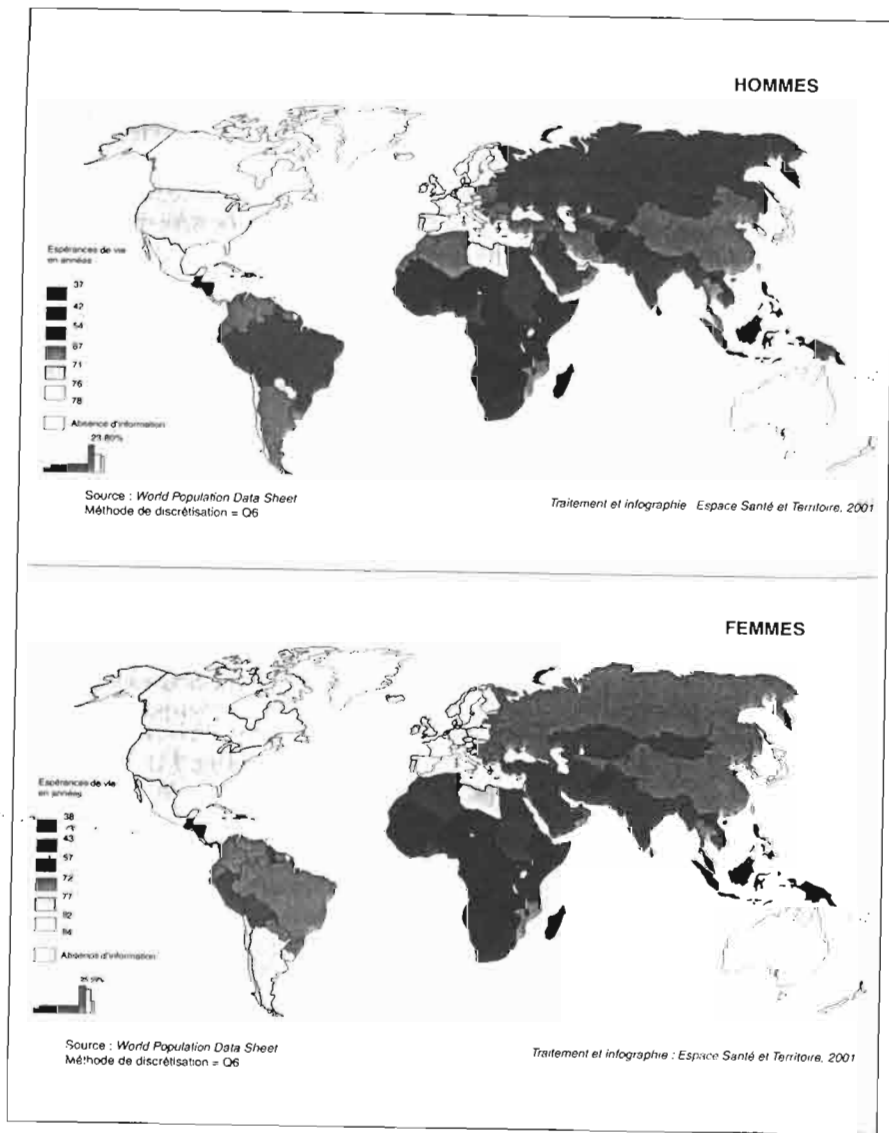 HOMMES
Espérances de vie
en années
37
42
54
67
71
76
78
Absence d'information
23.80%
Source : World Population Data Sheet
Méthode de discrétisation = Q6
Traitement et infographie Espace Santé et Territoire, 2001
FEMMES
Espérances de vie
en années
38
43
57
72
77
82
84
Absence d'information
Source : World Population Data Sheet
Méthode de discrétisation = Q6
Traitement et infographie : Espace Santé et Territoire, 2001